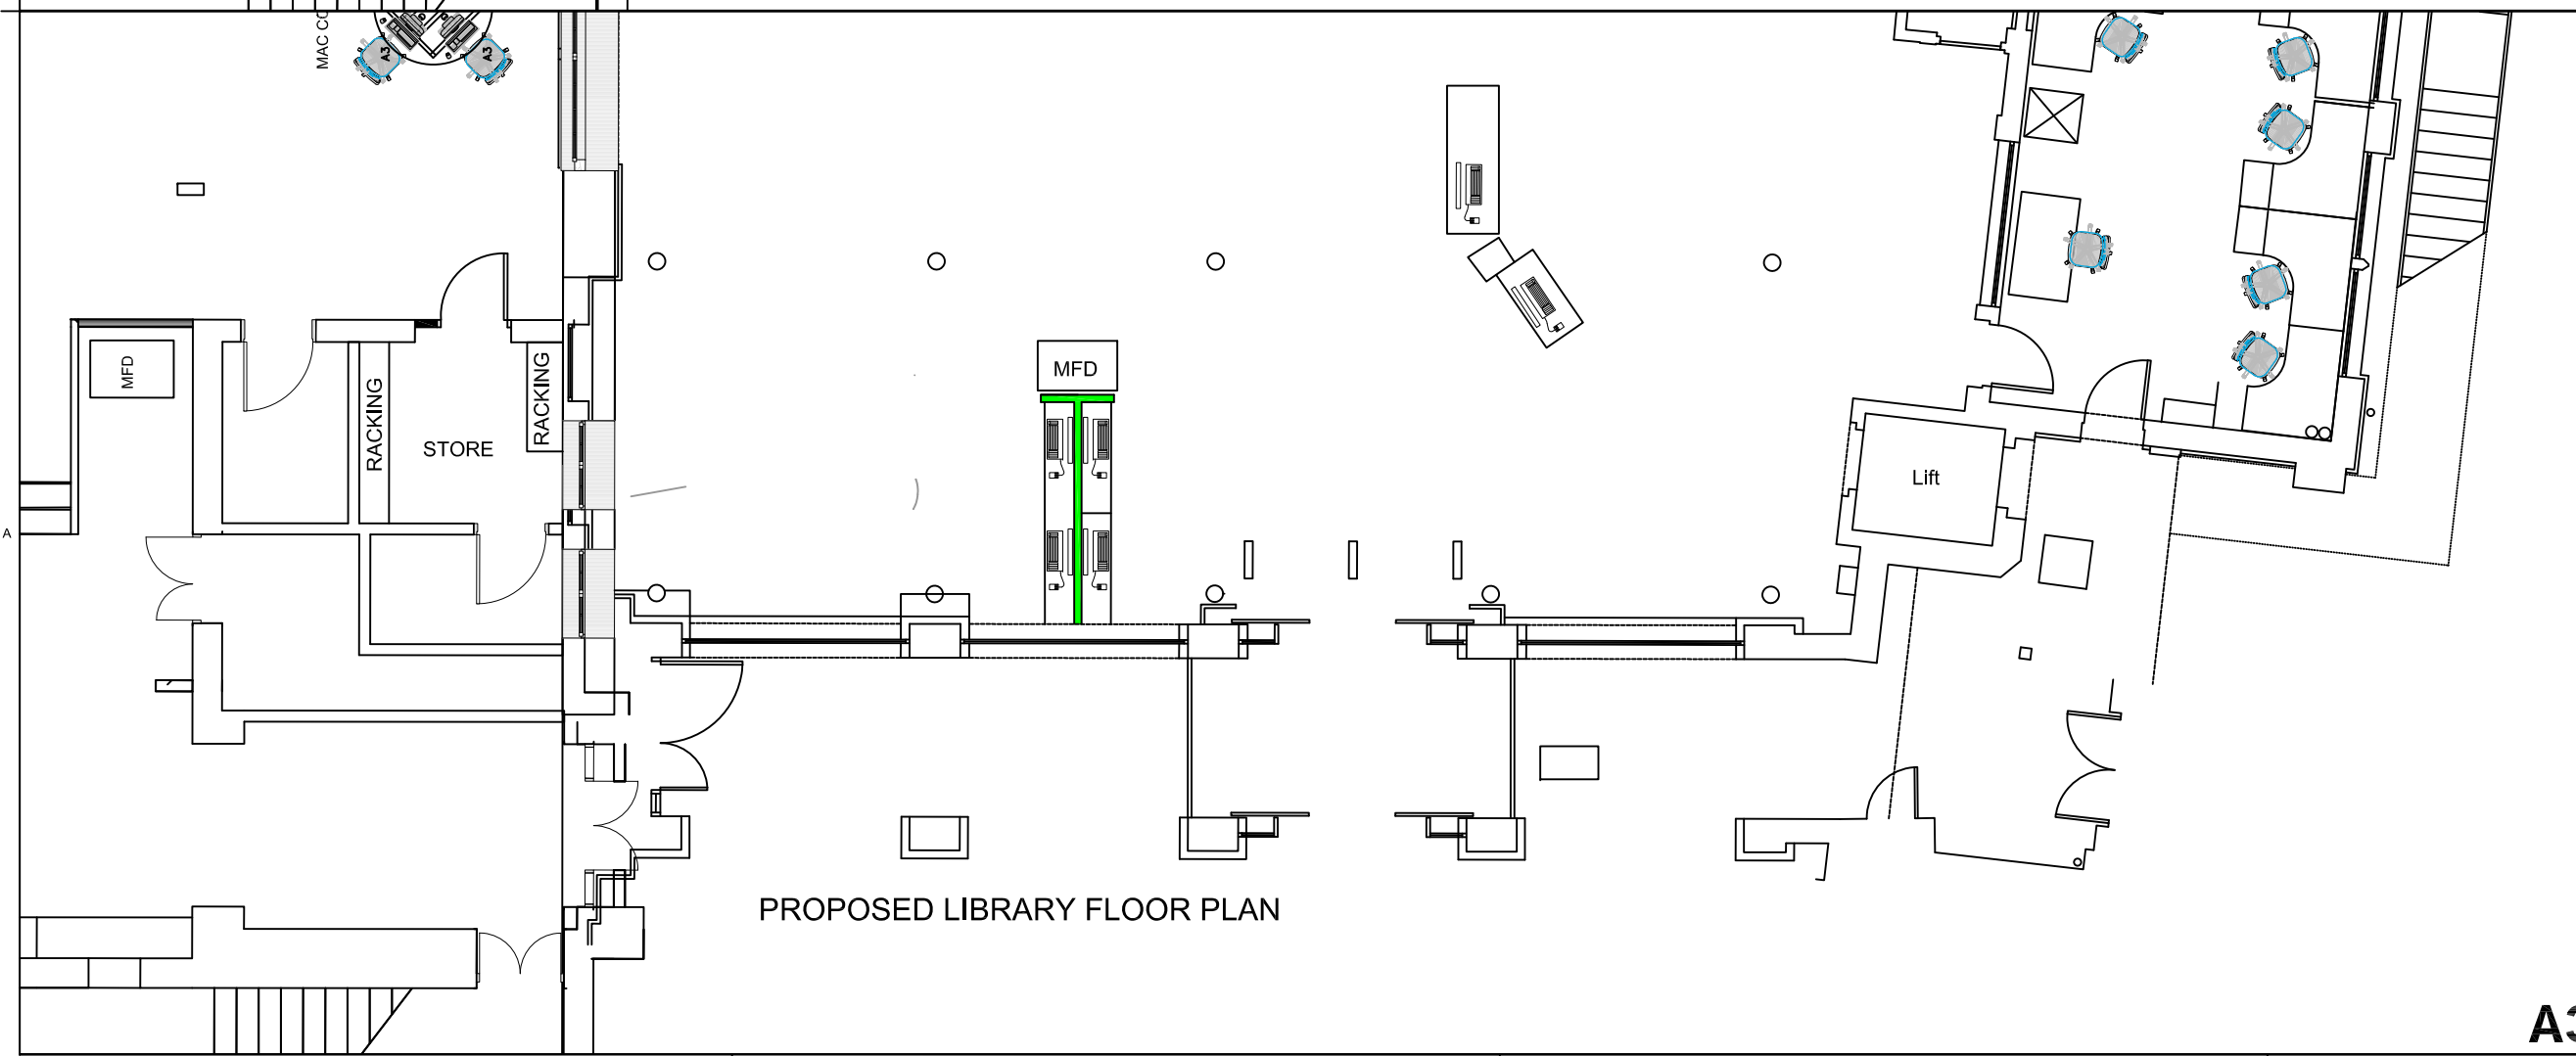 MAC CO
A3
A3
MFD
RACKING
STORE
RACKING
MFD
Lift
A
PROPOSED LIBRARY FLOOR PLAN
A3